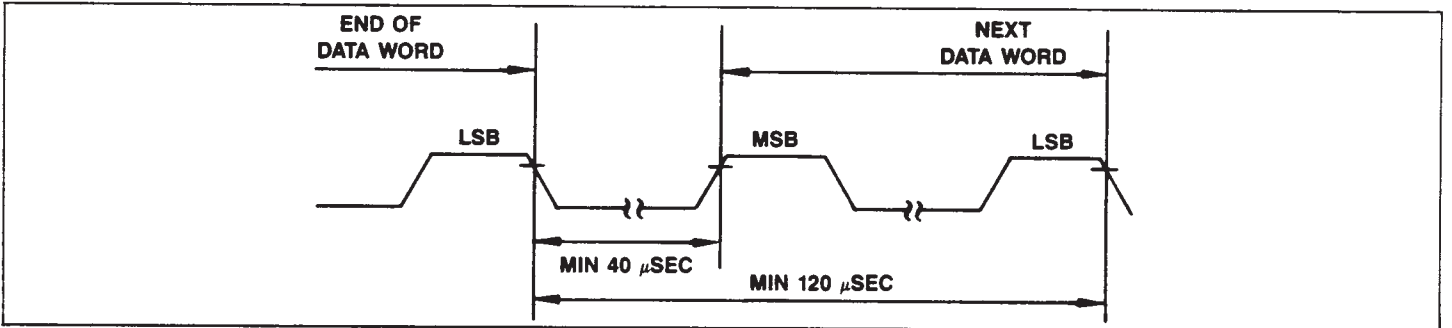 END OF
DATA WORD
NEXT
DATA WORD
LSB
MSB
LSB
MIN 40 μSEC
MIN 120 μSEC